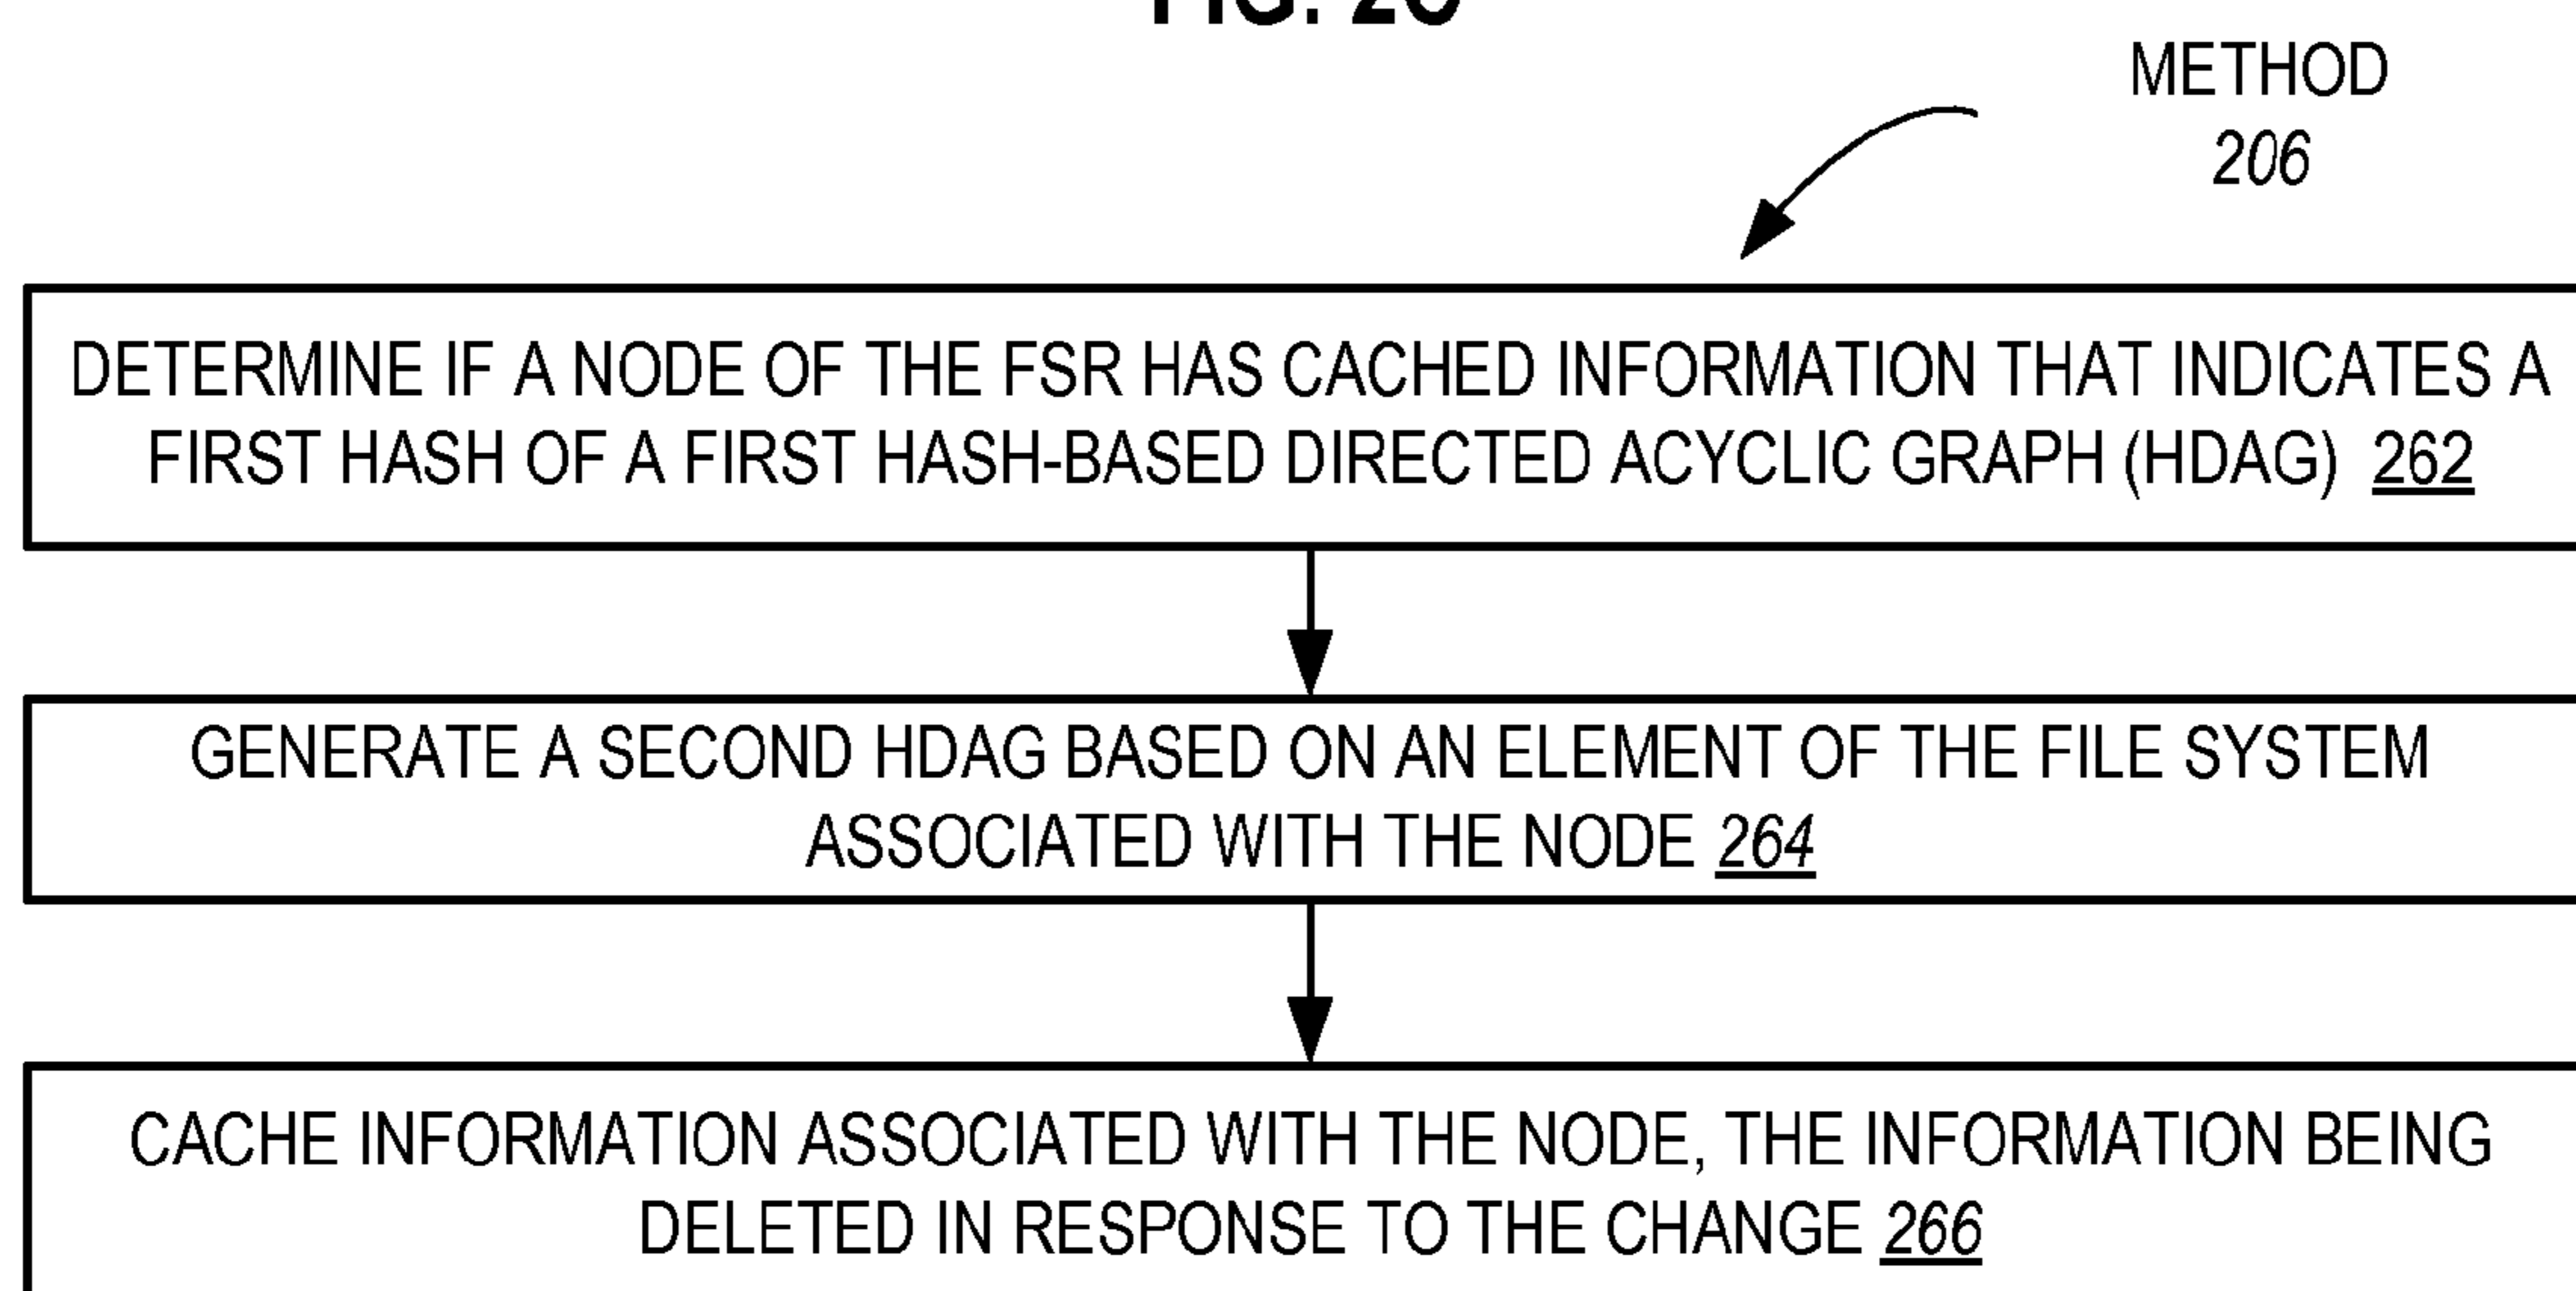 FIG. 2C
METHOD
206
DETERMINE IF A NODE OF THE FSR HAS CACHED INFORMATION THAT INDICATES A
FIRST HASH OF A FIRST HASH-BASED DIRECTED ACYCLIC GRAPH (HDAG) 262
GENERATE A SECOND HDAG BASED ON AN ELEMENT OF THE FILE SYSTEM
ASSOCIATED WITH THE NODE 264
CACHE INFORMATION ASSOCIATED WITH THE NODE, THE INFORMATION BEING
DELETED IN RESPONSE TO THE CHANGE 266